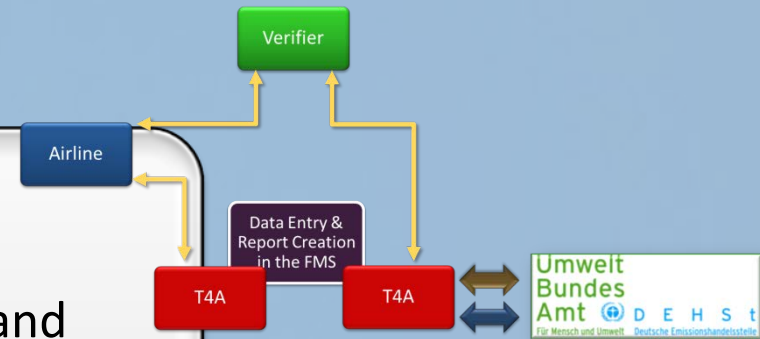 Verifier
Airline
Data Entry &
Report Creation
in the FMS
T4A
T4A
and
Umwelt
Bundes
Amt DEHSt
Für Mensch und Umwelt Deutsche Emissionshandelsstelle